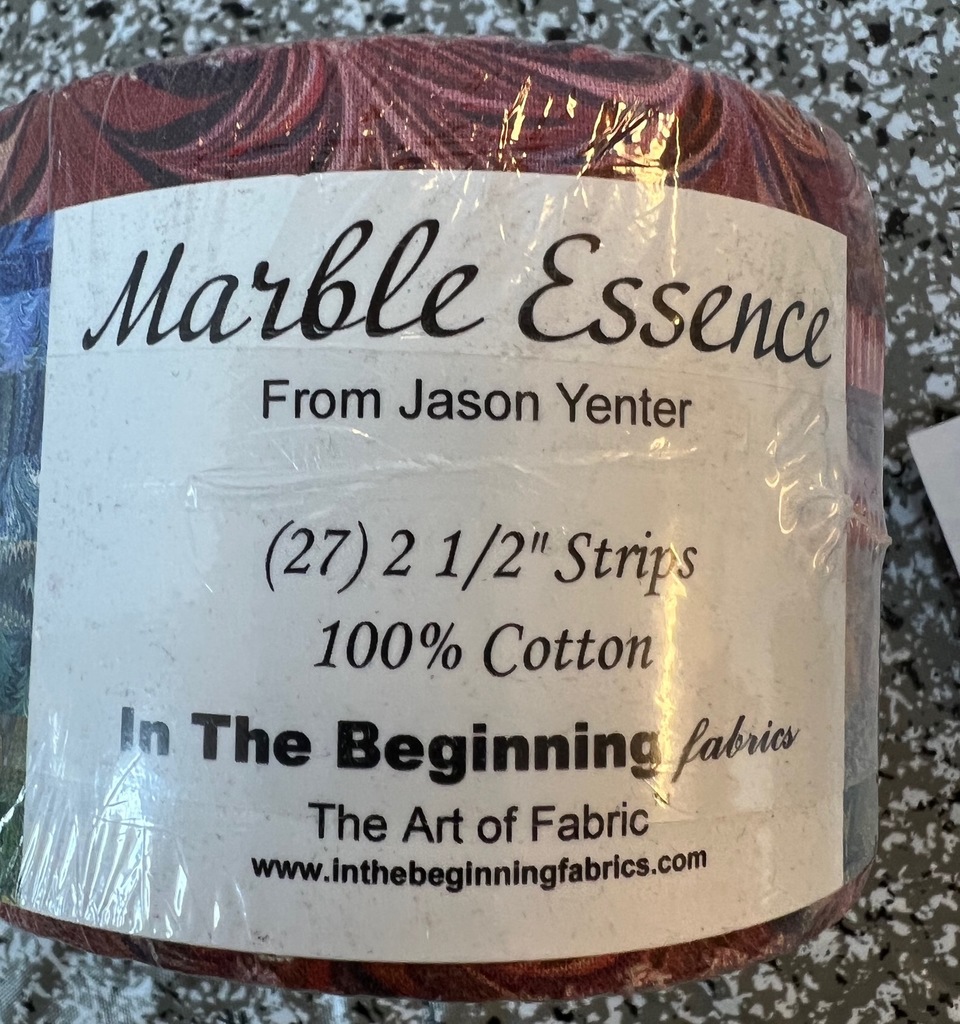 Marble Essence
From Jason Yenter
(27) 2 1/2" Strips
100% Cotton
In The Beginning fabrics
The Art of Fabric
www.inthebeginningfabrics.com